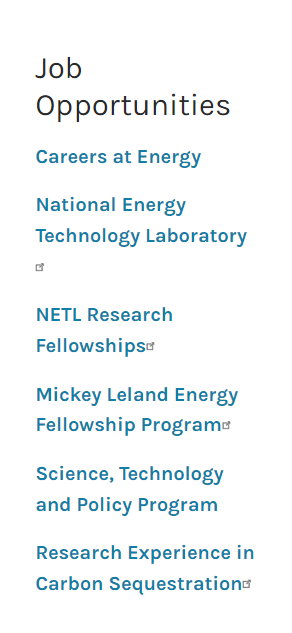 Job
Opportunities
Careers at Energy
National Energy
Technology Laboratory
NETL Research
Fellowships
Mickey Leland Energy
Fellowship Program
Science, Technology
and Policy Program
Research Experience in
Carbon Sequestration